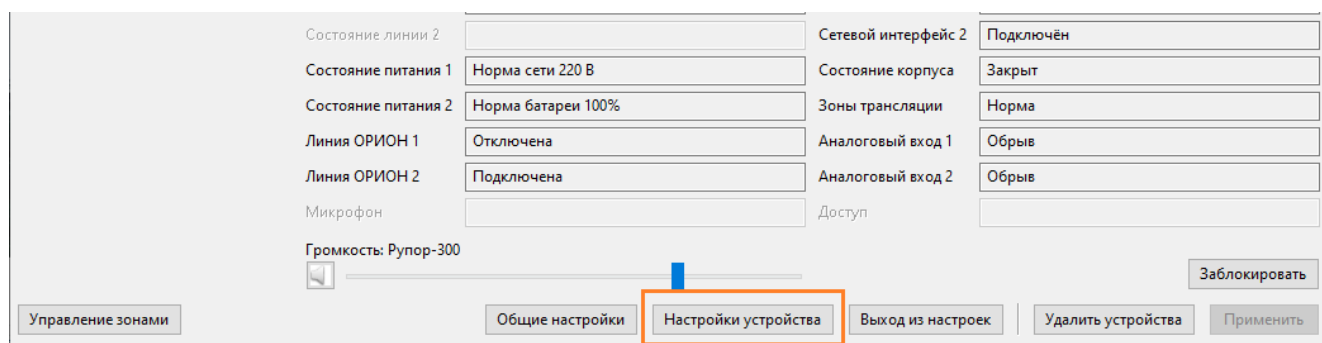 Состояние линии 2
Сетевой интерфейс 2 Подключён
Состояние питания 1 Норма сети 220 В
Состояние корпуса Закрыт
Состояние питания 2 Норма батареи 100%
Зоны трансляции Норма
Линия ОРИОН 1 Отключена
Аналоговый вход 1 Обрыв
Линия ОРИОН 2 Подключена
Аналоговый вход 2 Обрыв
Микрофон
Доступ
Громкость: Рупор-300
Заблокировать
Управление зонами Общие настройки Настройки устройства Выход из настроек Удалить устройства Применить